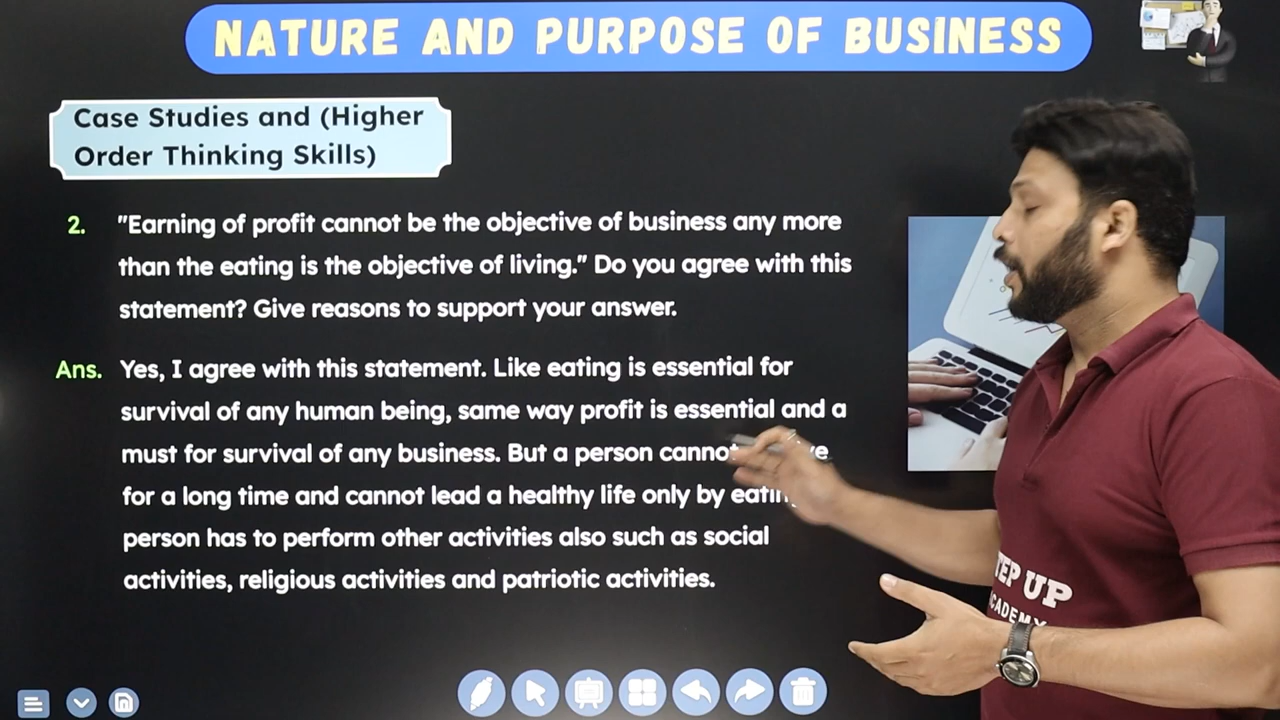 NATURE AND PURPOSE OF BUSINESS
Case Studies and (Higher
Order Thinking Skills)
2. "Earning of profit cannot be the objective of business any more
than the eating is the objective of living." Do you agree with this
statement? Give reasons to support your answer.
Ans. Yes, I agree with this statement. Like eating is essential for
survival of any human being, same way profit is essential and a
must for survival of any business. But a person cannot
for a long time and cannot lead a healthy life only by
person has to perform other activities also such as social
activities, religious activities and patriotic activities.
UP